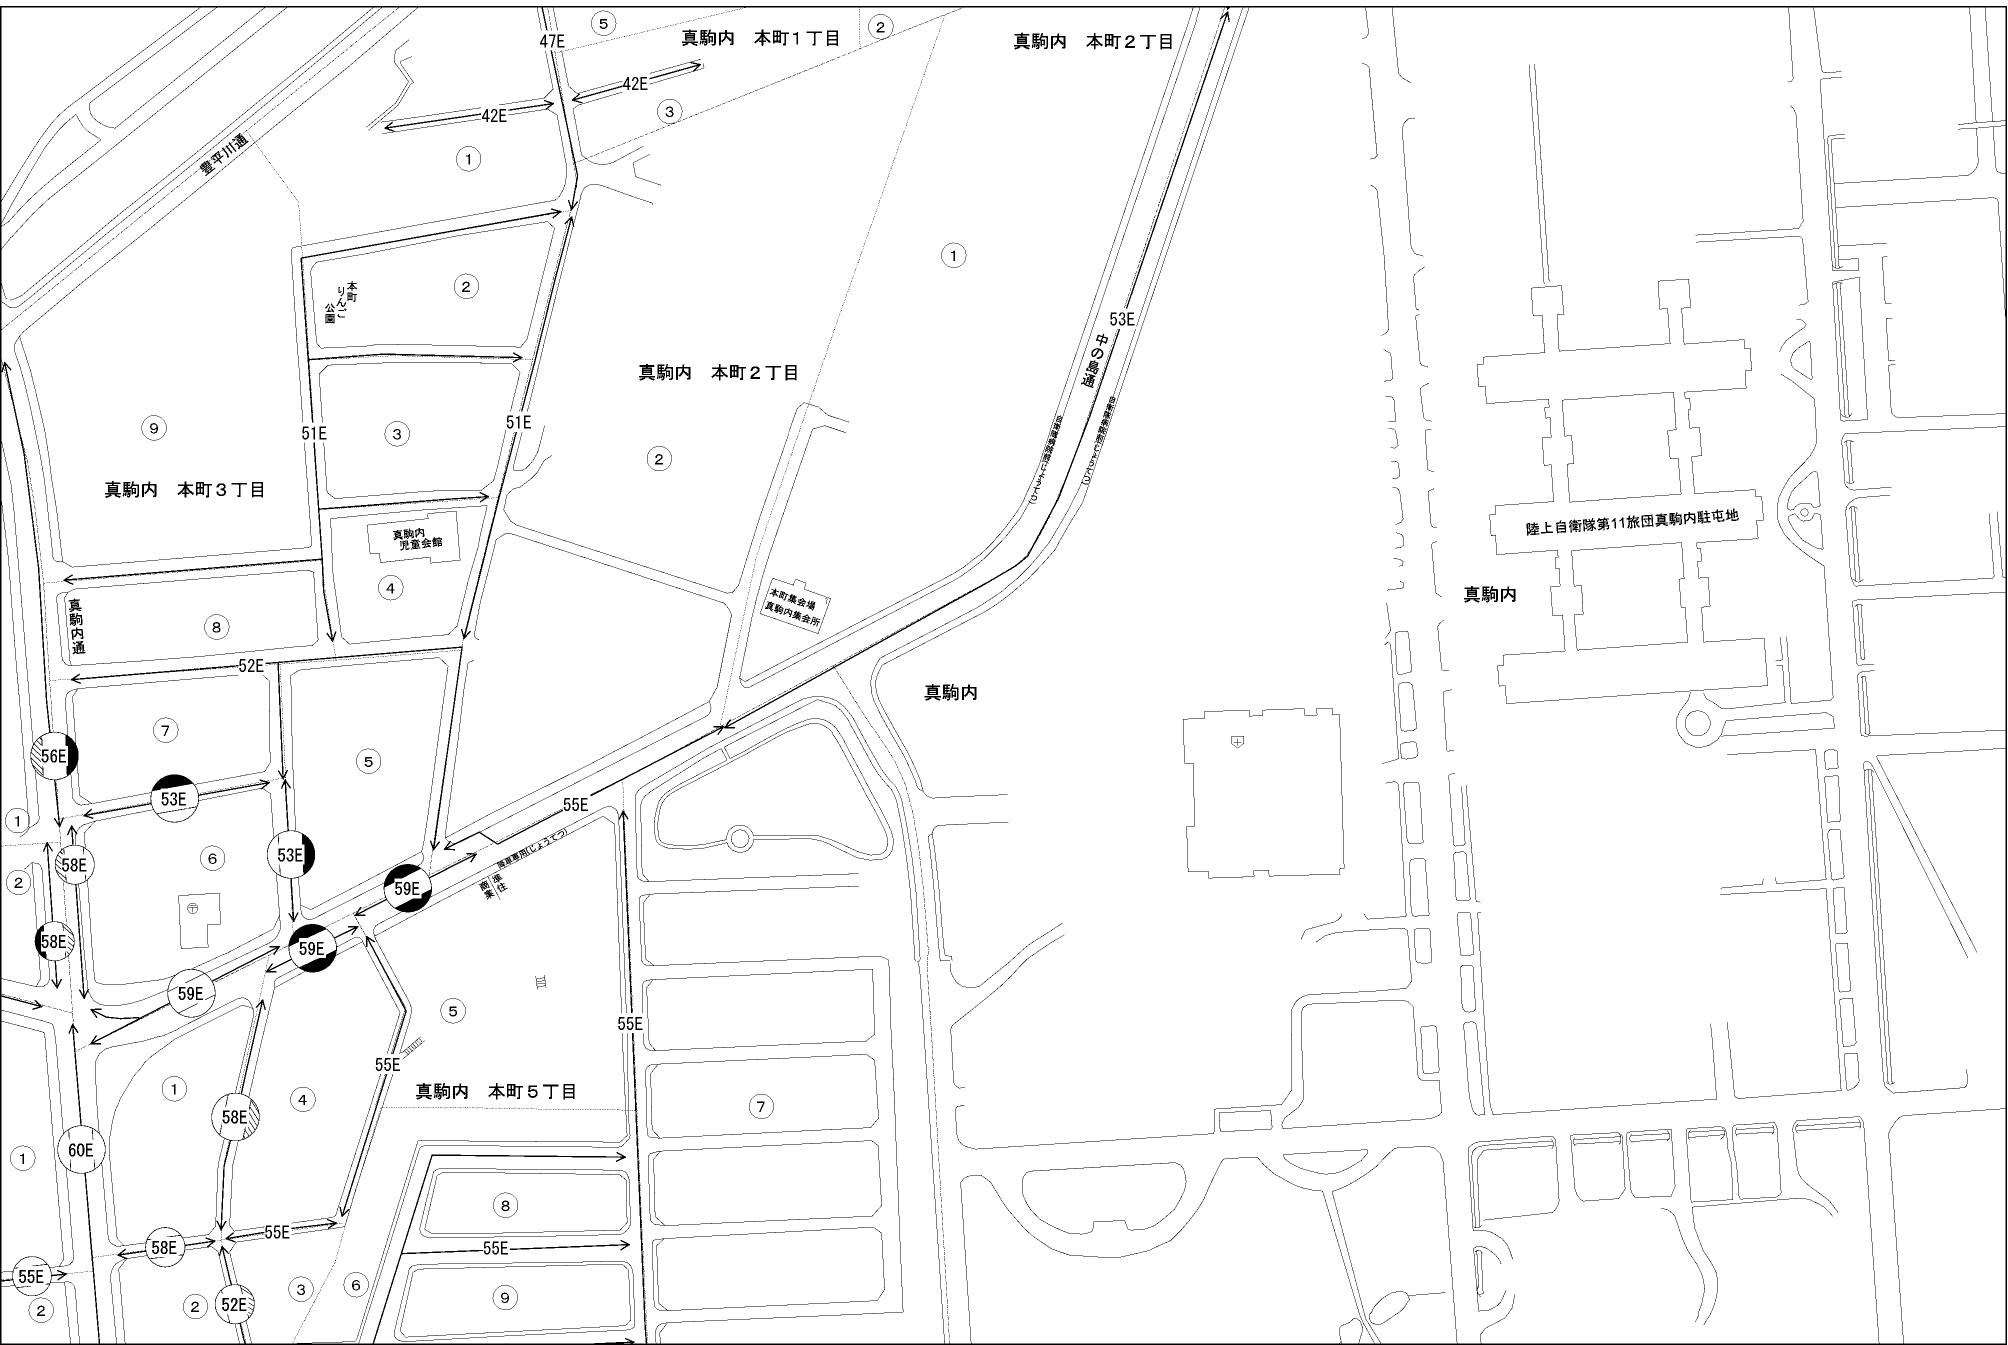 47E
⑤
真駒内　本町1丁目
②
真駒内　本町2丁目
42E
42E
③
豊平川通
①
①
②
本町
りんご
公園
53E
中の島通
真駒内　本町2丁目
⑨
51E
③
51E
②
真駒内　本町3丁目
陸上自衛隊第11旅団真駒内駐屯地
真駒内
児童会館
④
本町集会場
真駒内集会所
真駒内
真駒内通
⑧
52E
真駒内
⑦
56E
⑤
53E
55E
①
58E
⑥
53E
②
59E
準住
商業
58E
59E
〒
59E
⑤
55E
55E
①
④
真駒内　本町5丁目
⑦
58E
60E
①
⑧
55E
58E
55E
55E
③
⑥
②
②
52E
⑨